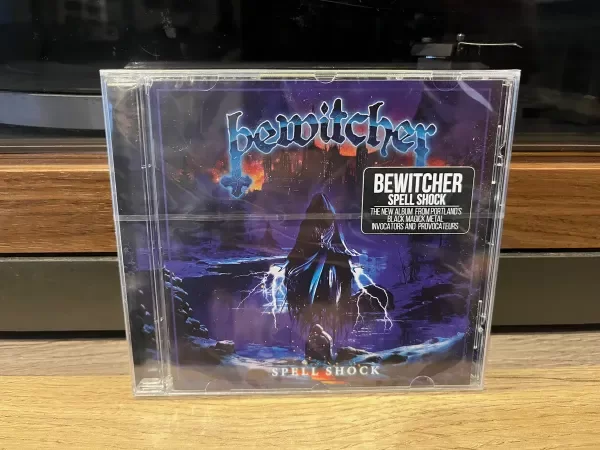 bewitcher
BEWITCHER
SPELL SHOCK
THE NEW ALBUM FROM PORTLAND'S
BLACK MAGICK METAL
INVOCATORS AND PROVOCATEURS
SPELL SHOCK